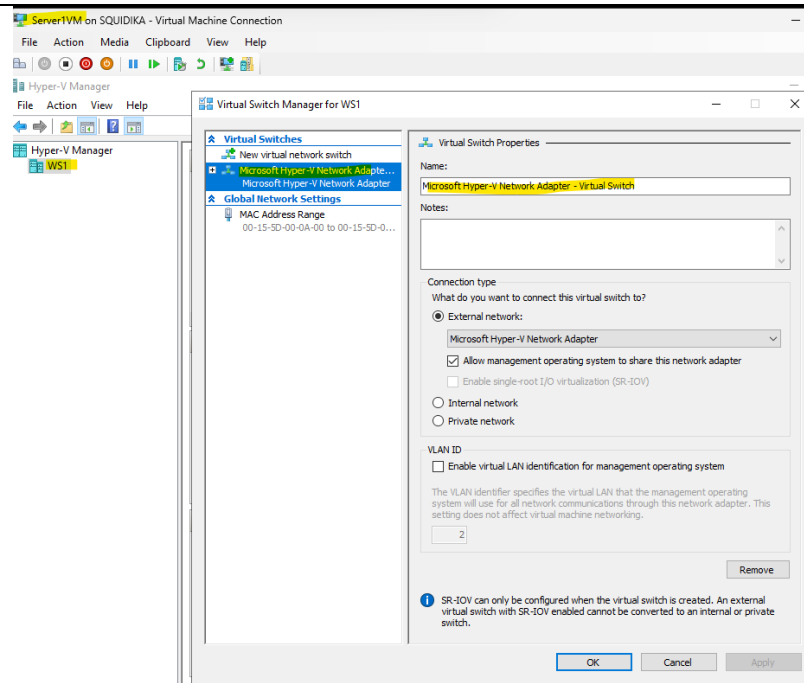 Server1VM on SQUIDIKA - Virtual Machine Connection
File Action Media Clipboard View Help
Hyper-V Manager
File Action View Help
Hyper-V Manager
WS1
Virtual Switch Manager for WS1
Virtual Switches
New virtual network switch
Microsoft Hyper-V Network Adapte...
Microsoft Hyper-V Network Adapter
Global Network Settings
MAC Address Range
00-15-5D-00-0A-00 to 00-15-5D-0...
Virtual Switch Properties
Name:
Microsoft Hyper-V Network Adapter - Virtual Switch
Notes:
Connection type
What do you want to connect this virtual switch to?
External network:
Microsoft Hyper-V Network Adapter
Allow management operating system to share this network adapter
Enable single-root I/O virtualization (SR-IOV)
Internal network
Private network
VLAN ID
Enable virtual LAN identification for management operating system
The VLAN identifier specifies the virtual LAN that the management operating
system will use for all network communications through this network adapter. This
setting does not affect virtual machine networking.
2
Remove
SR-IOV can only be configured when the virtual switch is created. An external
virtual switch with SR-IOV enabled cannot be converted to an internal or private
switch.
OK Cancel Apply